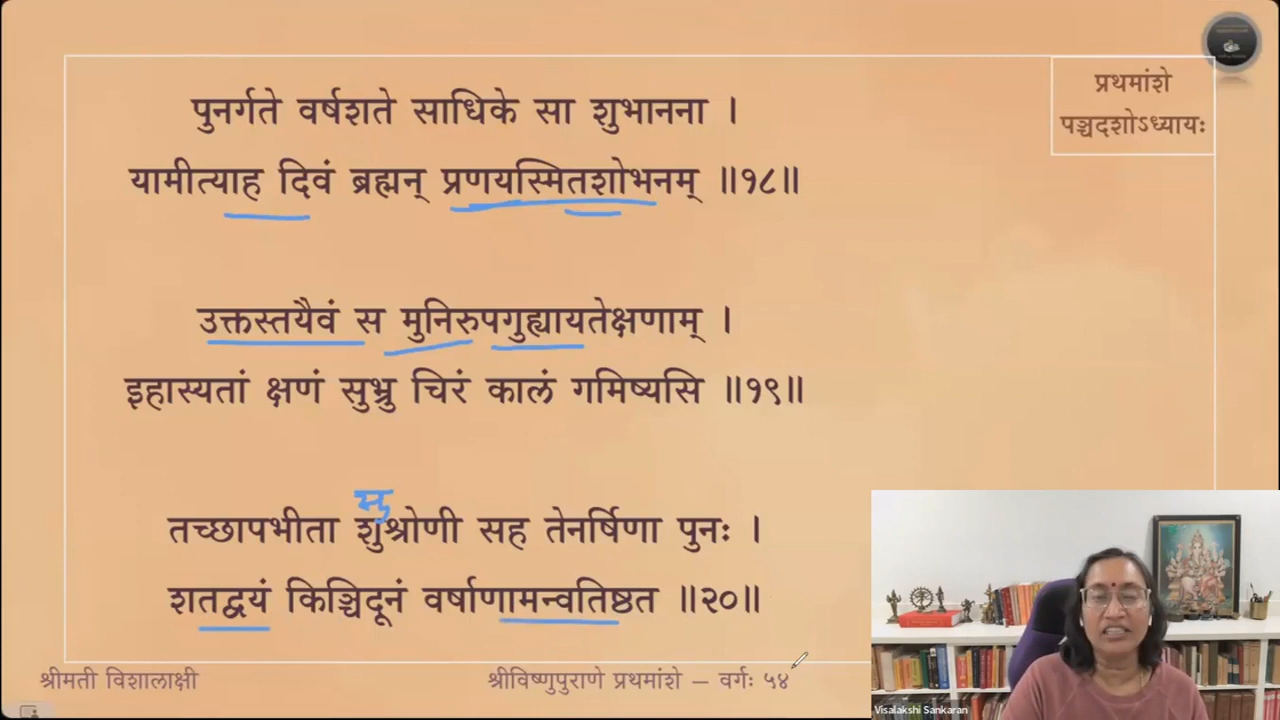 प्रथमांशे
पञ्चदशोऽध्यायः
पुनर्गते वर्षशते साधिके सा शुभानना ।
यामीत्याह दिवं ब्रह्मन् प्रणयस्मितशोभनम् ॥१८॥
उक्तस्तयैवं स मुनिरुपगुह्यायतेक्षणाम् ।
इहास्यतां क्षणं सुभ्रु चिरं कालं गमिष्यसि ॥१९॥
सु
तच्छापभीता शुश्रोणी सह तेनर्षिणा पुनः ।
शतद्वयं किञ्चिदूनं वर्षाणामन्वतिष्ठत ॥२०॥
श्रीमती विशालाक्षी
श्रीविष्णुपुराणे प्रथमांशे – वर्गः ५४
Visalakshi Sankaran